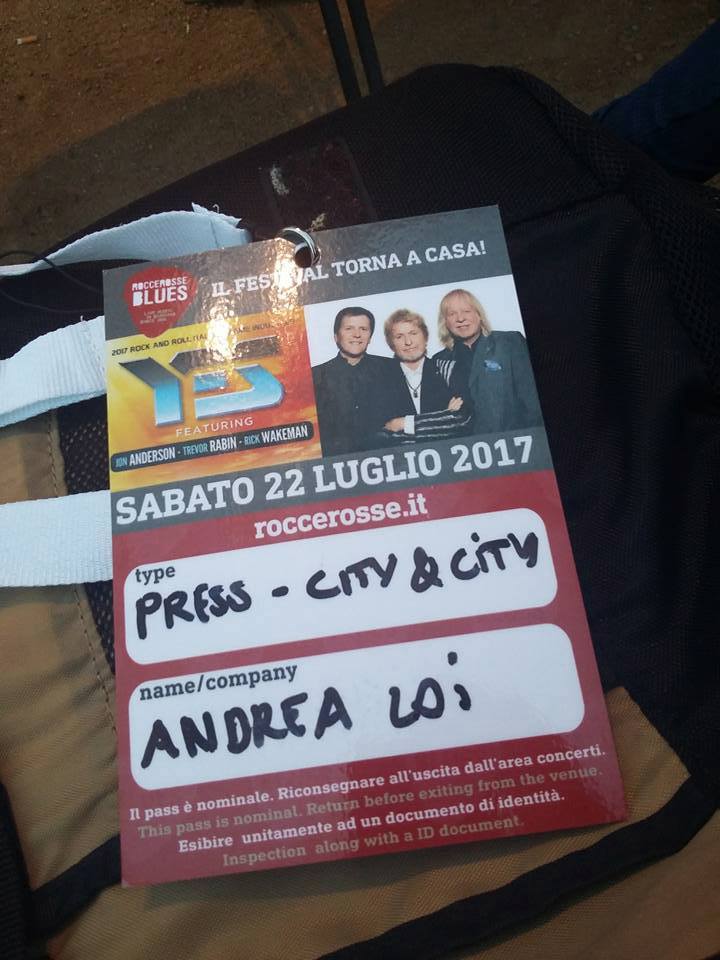 ROCCEROSSE
BLUES
IL FESTIVAL TORNA A CASA!
2017 ROCK AND ROLL
YES
FEATURING
JON ANDERSON - TREVOR RABIN - RICK WAKEMAN
SABATO 22 LUGLIO 2017
roccerosse.it
type
PRESS - CITY & CITY
name/company
ANDREA LOi
Il pass è nominale. Riconsegnare all'uscita dall'area concerti.
This pass is nominal. Return before exiting from the venue.
Esibire unitamente ad un documento di identità.
Inspection along with a ID document.